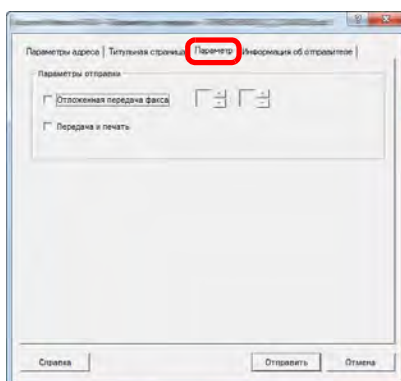 Параметры адреса Титульная страница Параметр Информация об отправителе
Параметры отправки
Отложенная передача факса
Передача и печать
Справка Отправить Отмена